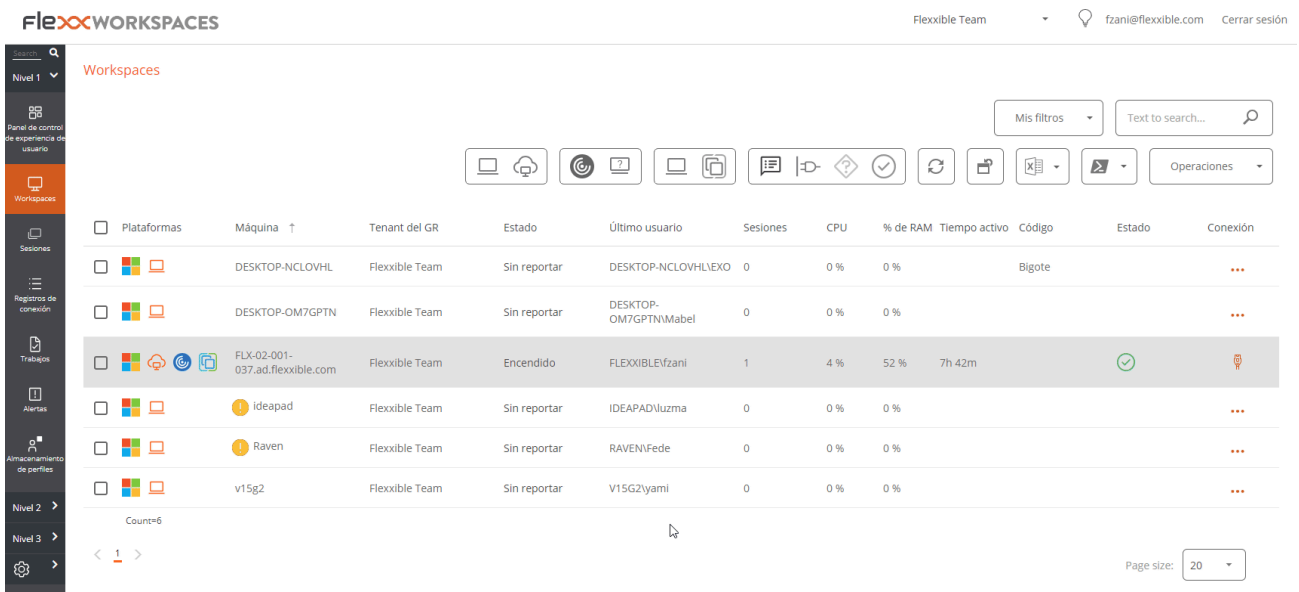 FlexxWORKSPACES
Flexxible Team
fzani@flexxible.com
Cerrar sesión
Search
Nivel 1
Panel de control
de experiencia de
usuario
Workspaces
Sesiones
Registros de
conexión
Trabajos
Alertas
Almacenamiento
de perfiles
Nivel 2
Nivel 3
Workspaces
Mis filtros
Text to search...
Operaciones
Plataformas Máquina Tenant del GR Estado Último usuario Sesiones CPU % de RAM Tiempo activo Código Estado Conexión
DESKTOP-NCLOVHL Flexxible Team Sin reportar DESKTOP-NCLOVHL\EXO 0 0 % 0 % Bigote
DESKTOP-OM7GPTN Flexxible Team Sin reportar DESKTOP-
OM7GPTN\Mabel 0 0 % 0 %
FLX-02-001-
037.ad.flexxible.com Flexxible Team Encendido FLEXXIBLE\fzani 1 4 % 52 % 7h 42m
ideapad Flexxible Team Sin reportar IDEAPAD\luzma 0 0 % 0 %
Raven Flexxible Team Sin reportar RAVEN\Fede 0 0 % 0 %
v15g2 Flexxible Team Sin reportar V15G2\yami 0 0 % 0 %
Count=6
1
Page size: 20